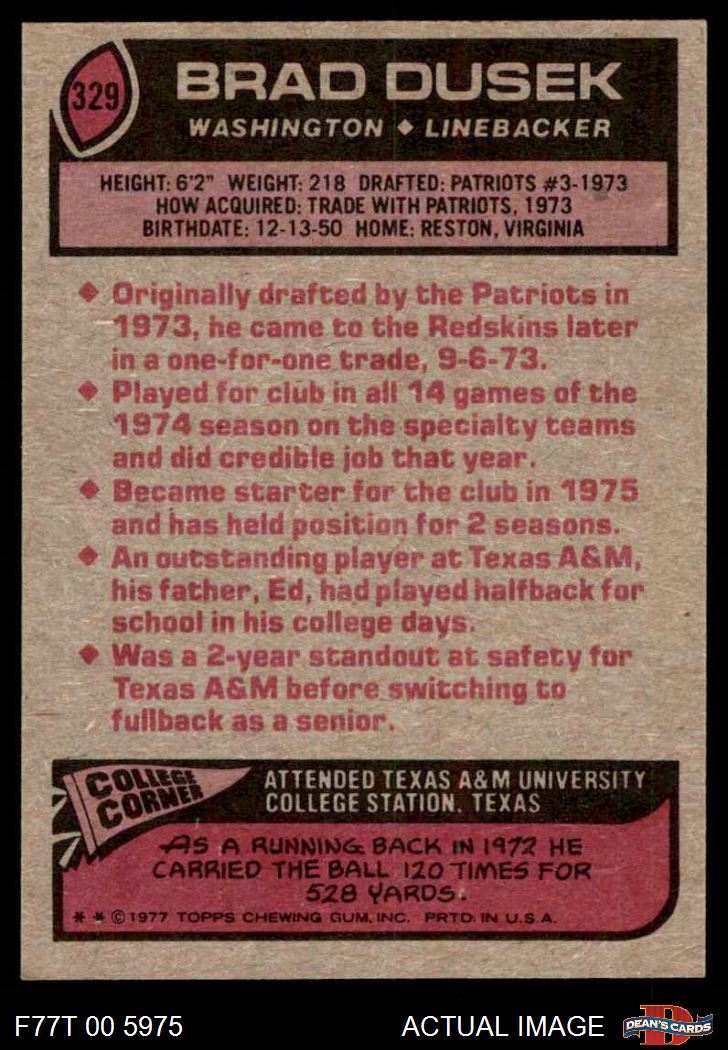 329
BRAD DUSEK
WASHINGTON ◆ LINEBACKER
HEIGHT: 6'2" WEIGHT: 218 DRAFTED: PATRIOTS #3-1973
HOW ACQUIRED: TRADE WITH PATRIOTS, 1973
BIRTHDATE: 12-13-50 HOME: RESTON, VIRGINIA
◆ Originally drafted by the Patriots in
1973, he came to the Redskins later
in a one-for-one trade, 9-6-73.
◆ Played for club in all 14 games of the
1974 season on the specialty teams
and did credible job that year.
◆ Became starter for the club in 1975
and has held position for 2 seasons.
◆ An outstanding player at Texas A&M,
his father, Ed, had played halfback for
school in his college days.
◆ Was a 2-year standout at safety for
Texas A&M before switching to
fullback as a senior.
COLLEGE
CORNER
ATTENDED TEXAS A&M UNIVERSITY
COLLEGE STATION, TEXAS
AS A RUNNING BACK IN 1972 HE
CARRIED THE BALL 120 TIMES FOR
528 YARDS.
* * © 1977 TOPPS CHEWING GUM, INC. PRTD. IN U.S.A.
F77T 00 5975
ACTUAL IMAGE
D
DEAN'S CARDS